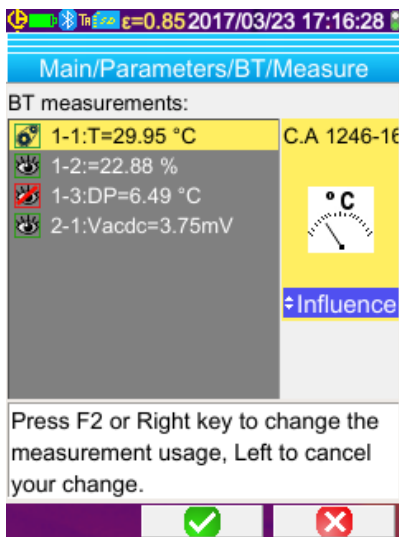 ε=0.85 2017/03/23 17:16:28
Main/Parameters/BT/Measure
BT measurements:
1-1:T=29.95 °C
C.A 1246-16
1-2:=22.88 %
1-3:DP=6.49 °C
2-1:Vacdc=3.75mV
°C
Influence
Press F2 or Right key to change the
measurement usage, Left to cancel
your change.